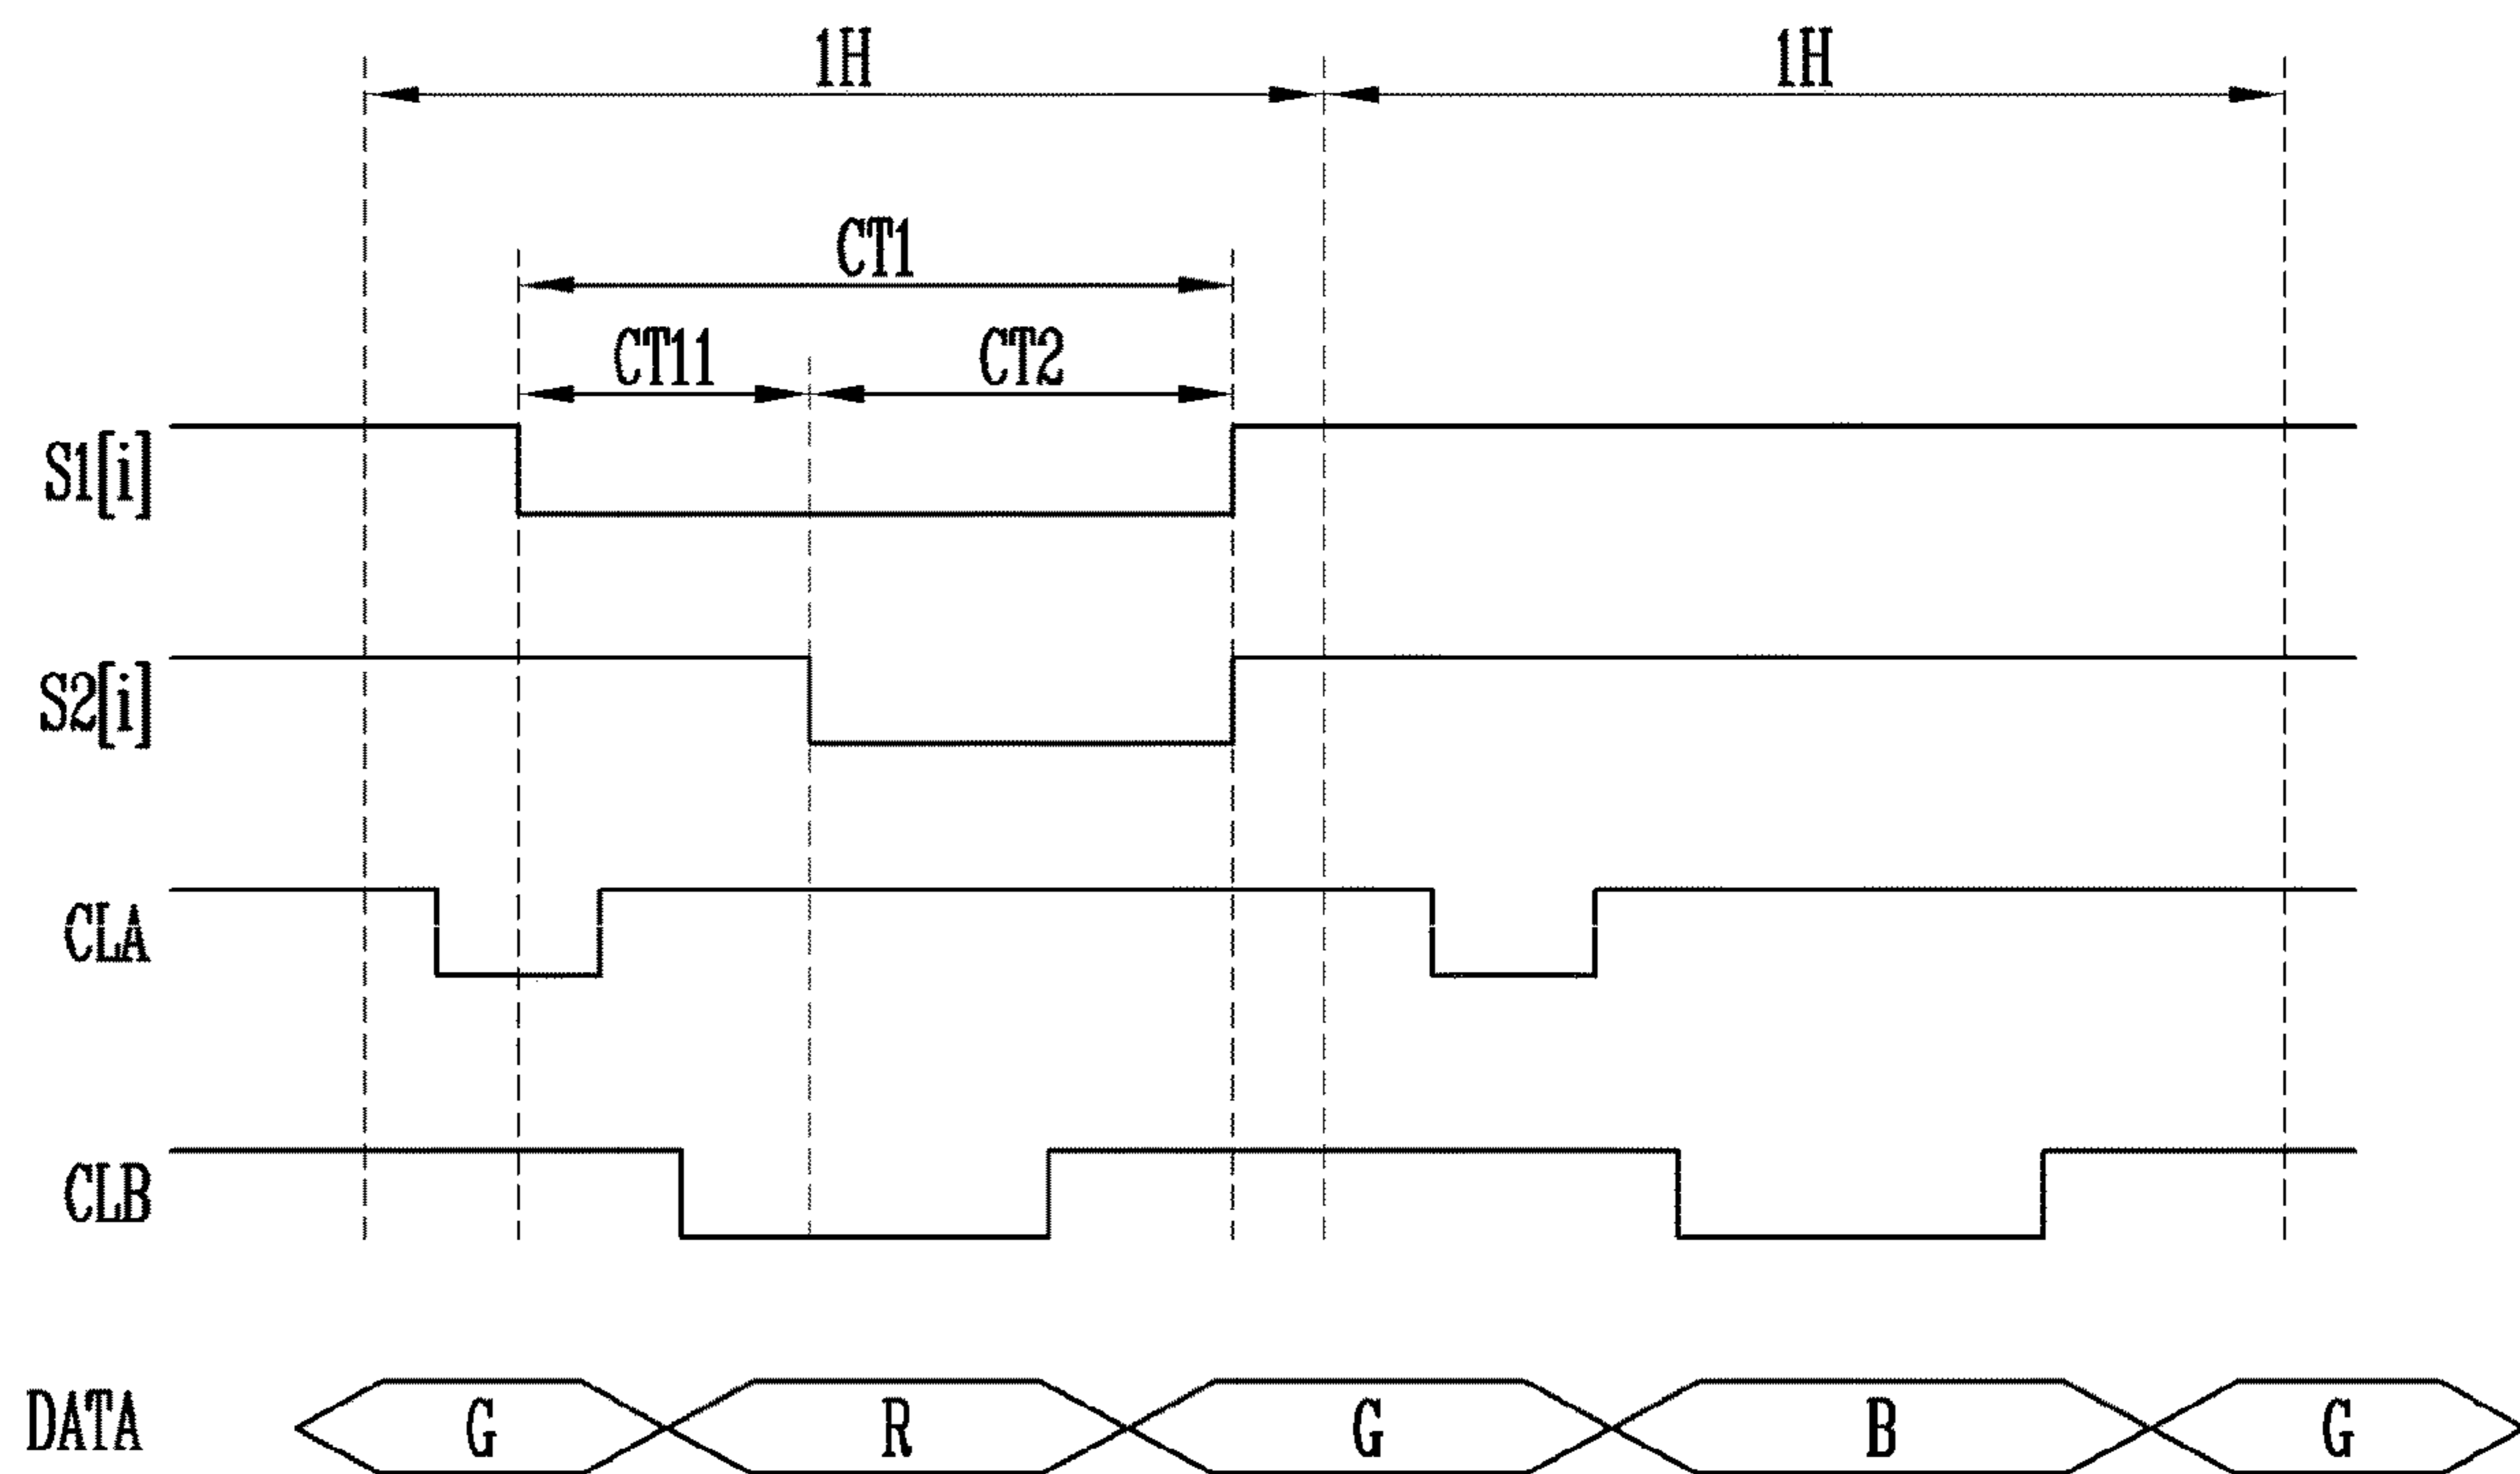 1H 1H
CT1
CT11 CT2
S1[i]
S2[i]
CLA
CLB
DATA G R G B G